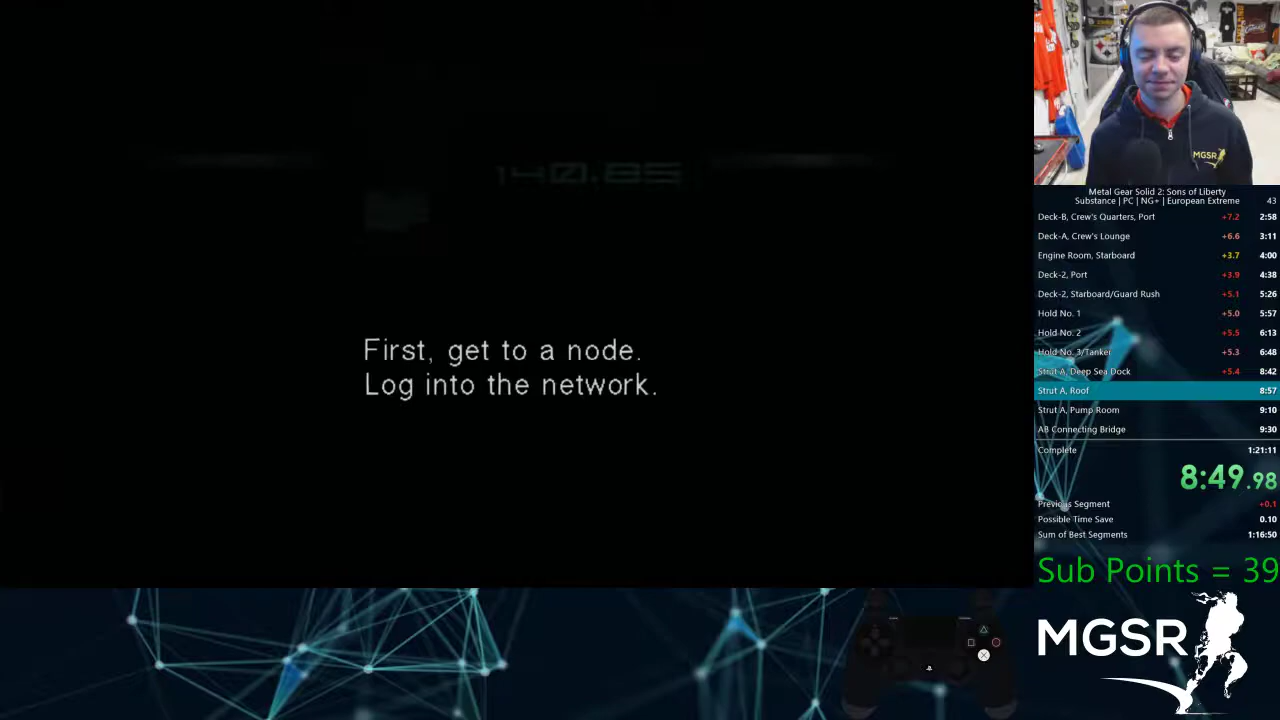 140.85
First, get to a node.
Log into the network.
MGSR
Metal Gear Solid 2: Sons of Liberty
Substance | PC | NG+ | European Extreme 43
Deck-B, Crew's Quarters, Port +7.2 2:58
Deck-A, Crew's Lounge +6.6 3:11
Engine Room, Starboard +3.7 4:00
Deck-2, Port +3.9 4:38
Deck-2, Starboard/Guard Rush +5.1 5:26
Hold No. 1 +5.0 5:57
Hold No. 2 +5.5 6:13
Hold No. 3/Tanker +5.3 6:48
Strut A, Deep Sea Dock +5.4 8:42
Strut A, Roof 8:57
Strut A, Pump Room 9:10
AB Connecting Bridge 9:30
Complete 1:21:11
8:49.98
Previous Segment +0.1
Possible Time Save 0.10
Sum of Best Segments 1:16:50
Sub Points = 39
MGSR